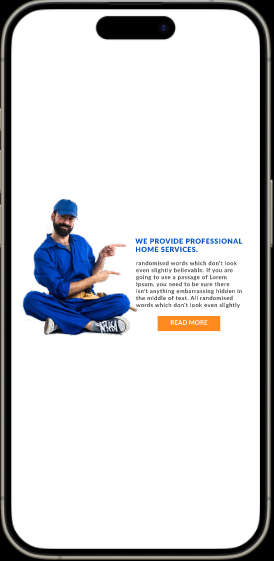 WE PROVIDE PROFESSIONAL
HOME SERVICES.
randomised words which don't look
even slightly believable. If you are
going to use a passage of Lorem
Ipsum, you need to be sure there
isn't anything embarrassing hidden in
the middle of text. All randomised
words which don't look even slightly
READ MORE